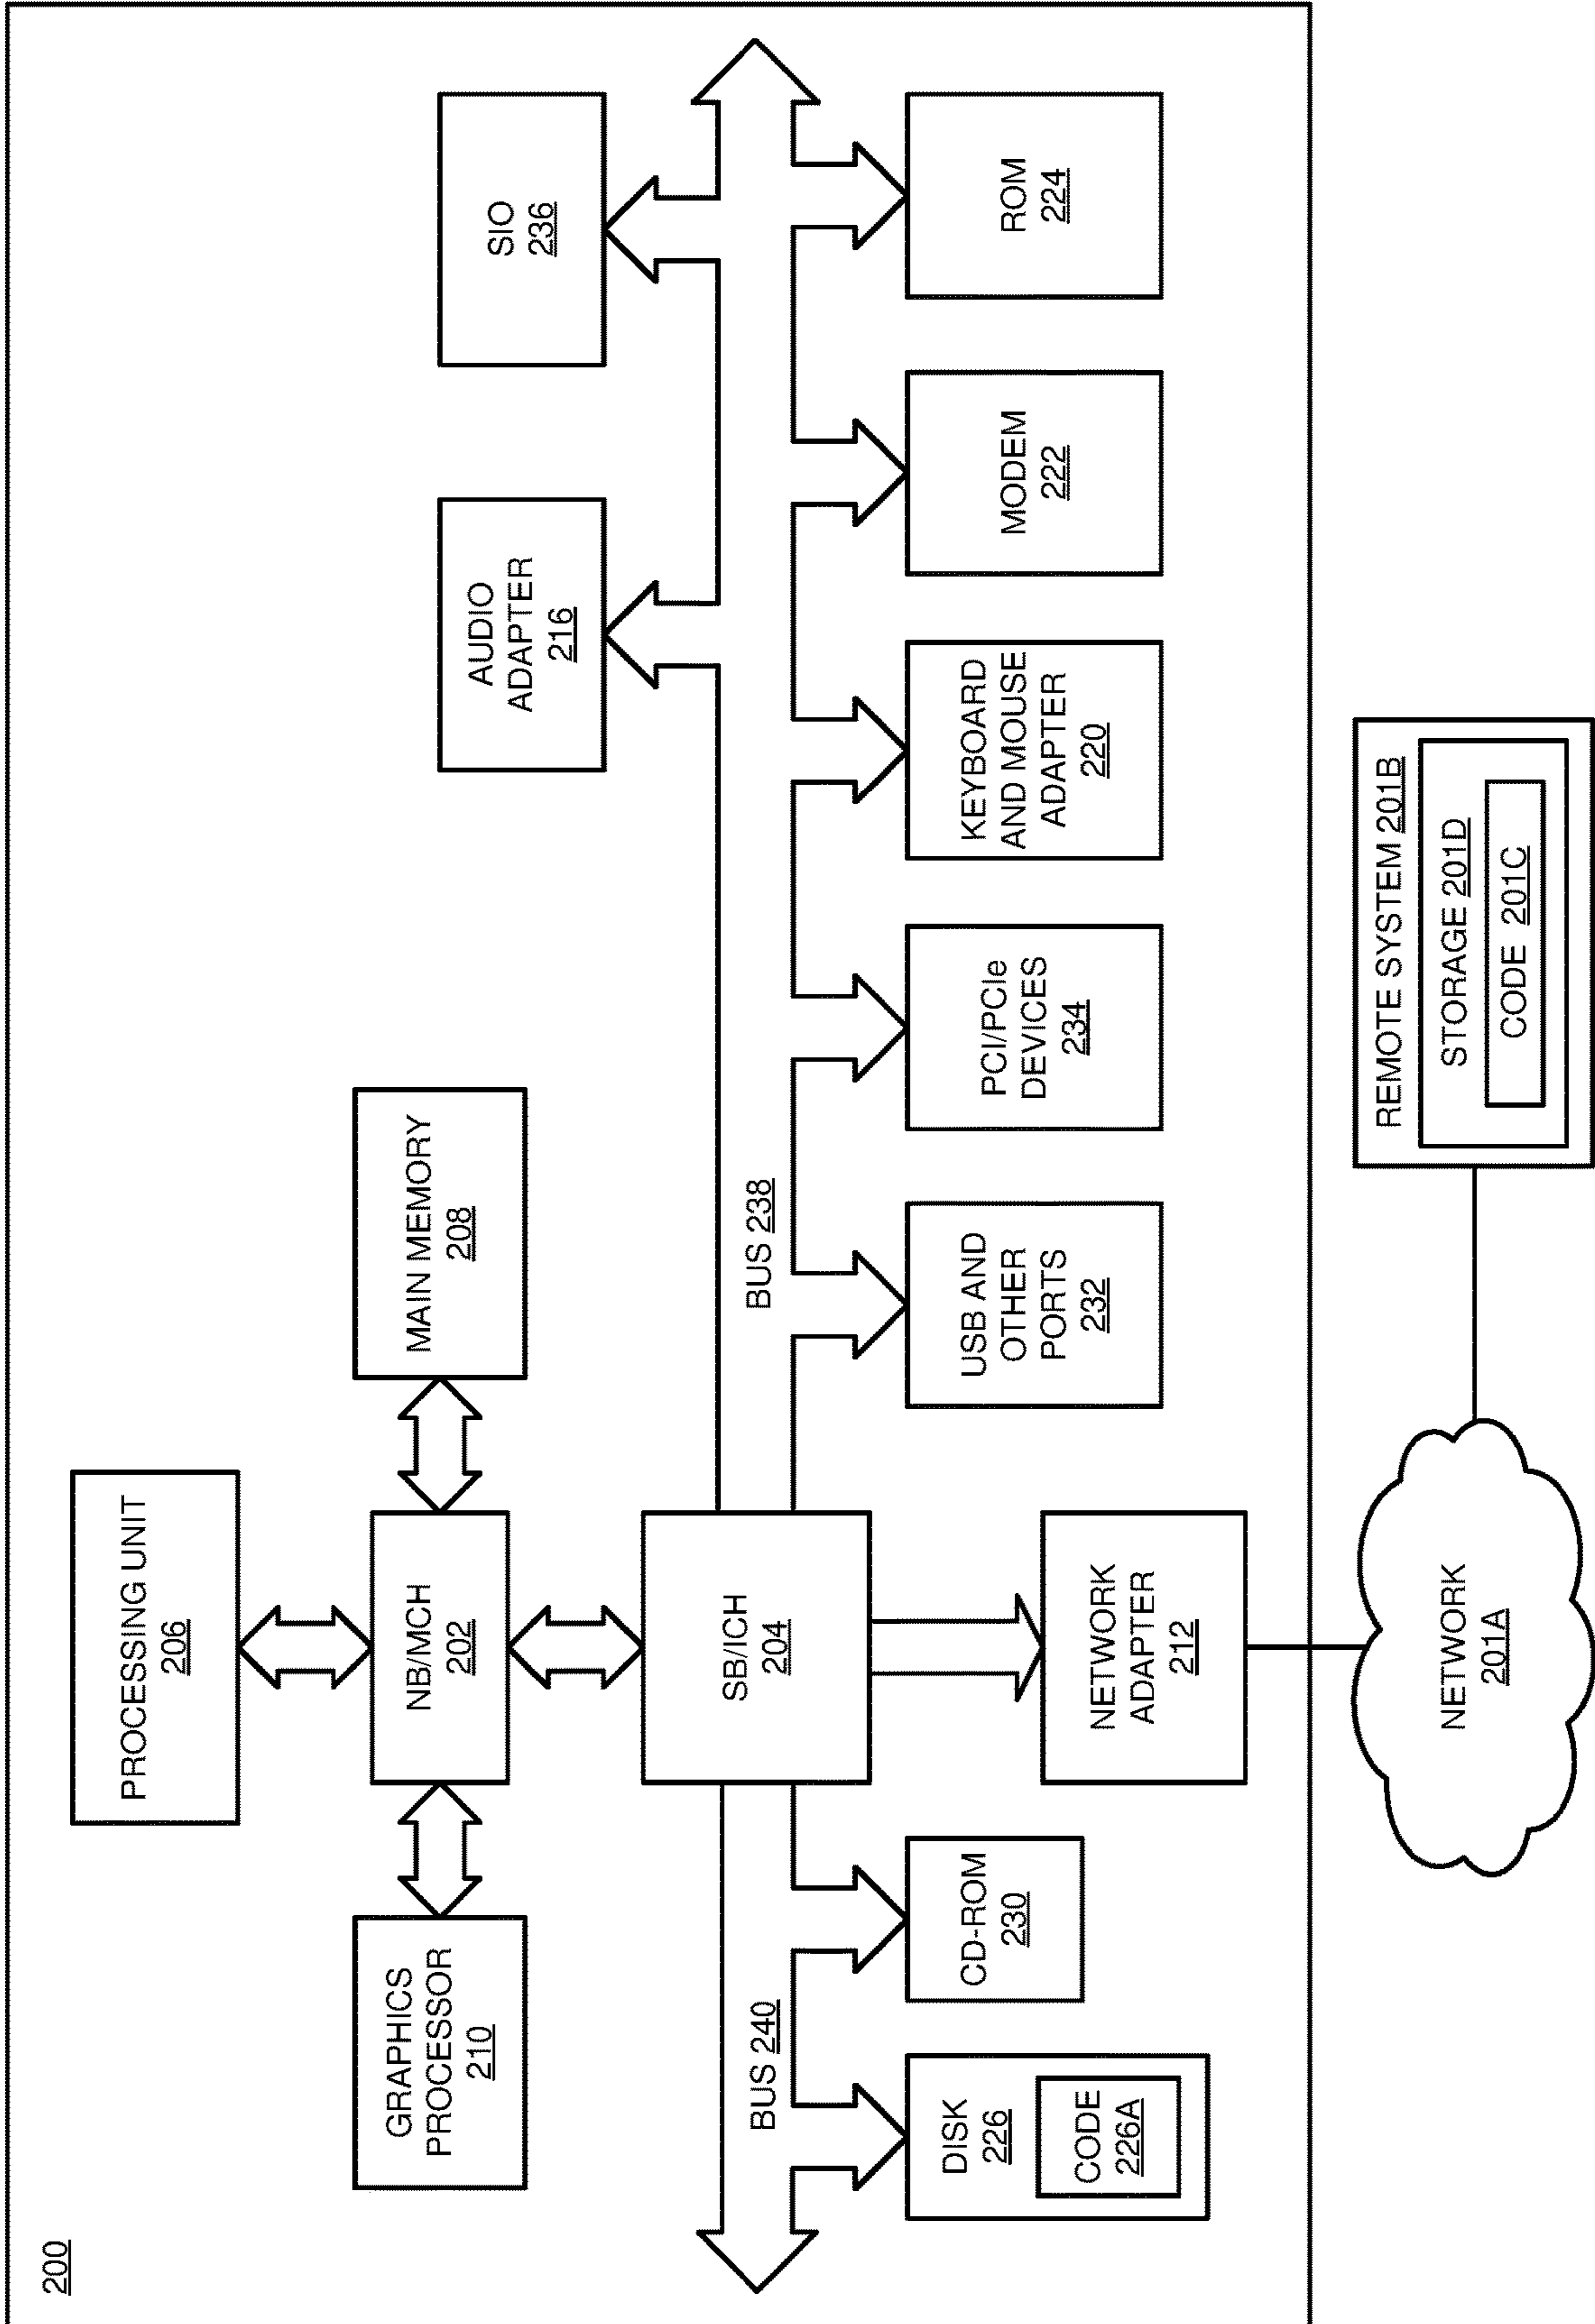 200
PROCESSING UNIT
206
GRAPHICS
PROCESSOR
210
NB/MCH
202
MAIN MEMORY
208
AUDIO
ADAPTER
216
SIO
236
SB/ICH
204
BUS 240
BUS 238
DISK
226
CODE
226A
CD-ROM
230
NETWORK
ADAPTER
212
USB AND
OTHER
PORTS
232
PCI/PCIe
DEVICES
234
KEYBOARD
AND MOUSE
ADAPTER
220
MODEM
222
ROM
224
NETWORK
201A
REMOTE SYSTEM 201B
STORAGE 201D
CODE 201C